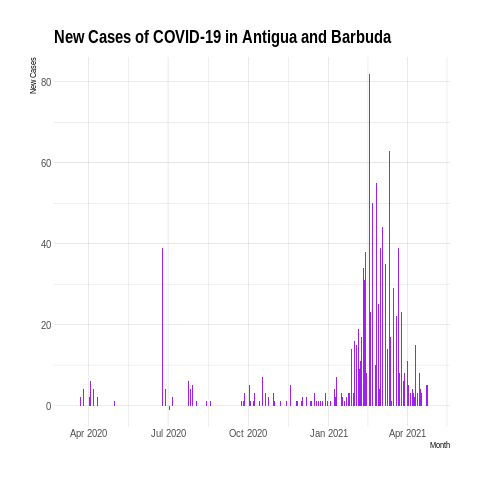 New Cases of COVID-19 in Antigua and Barbuda
New Cases
80
60
40
20
0
Apr 2020 Jul 2020 Oct 2020 Jan 2021 Apr 2021
Month